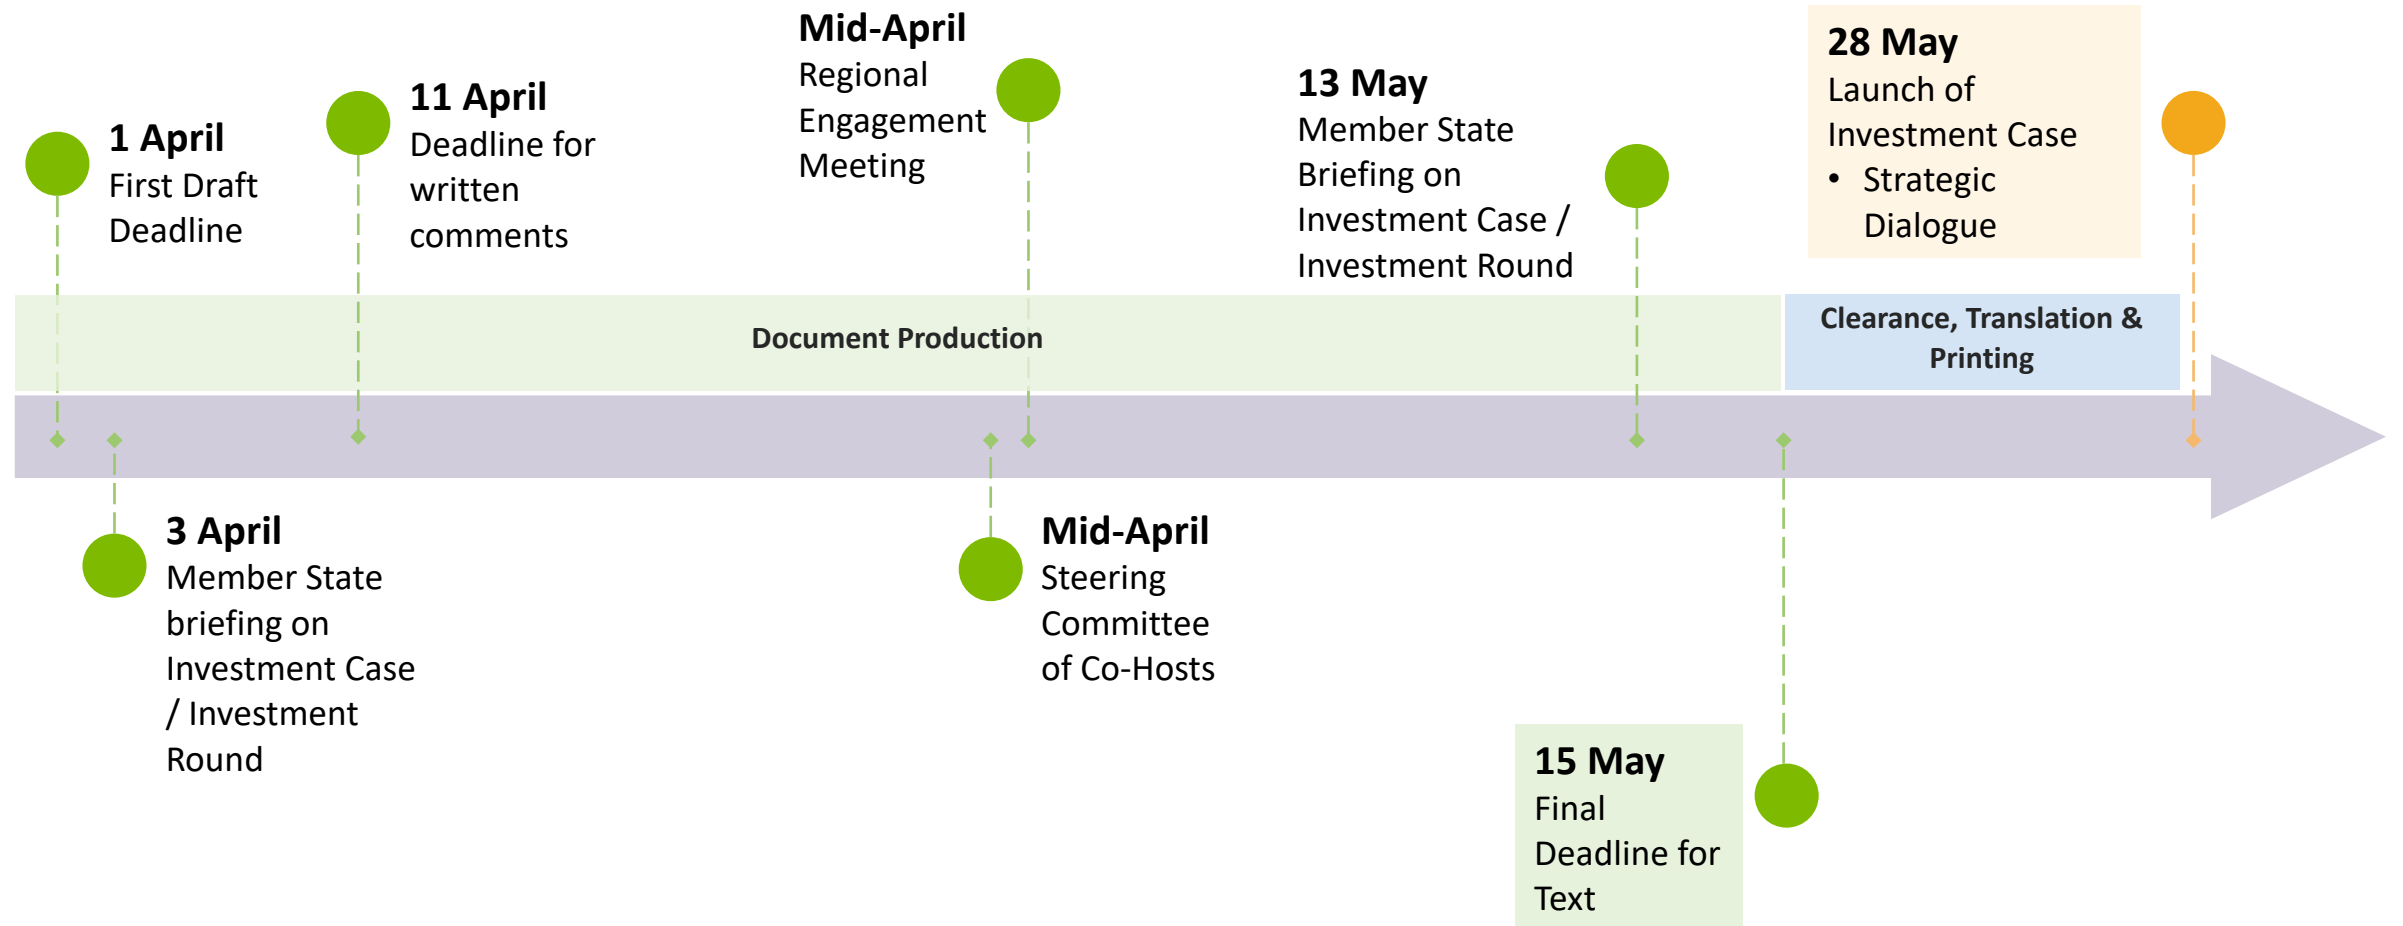 1 April
First Draft
Deadline
11 April
Deadline for
written
comments
Mid-April
Regional
Engagement
Meeting
13 May
Member State
Briefing on
Investment Case /
Investment Round
28 May
Launch of
Investment Case
• Strategic
Dialogue
Document Production
Clearance, Translation &
Printing
3 April
Member State
briefing on
Investment Case
/ Investment
Round
Mid-April
Steering
Committee
of Co-Hosts
15 May
Final
Deadline for
Text